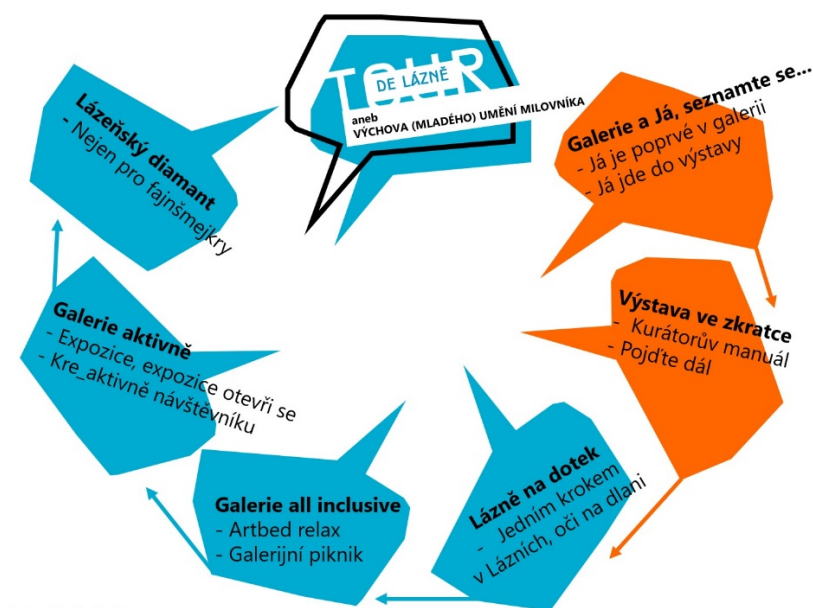 TOUR
DE LÁZNĚ
aneb
VÝCHOVA (MLADÉHO) UMĚNÍ MILOVNÍKA
Galerie a Já, seznamte se...
- Já je poprvé v galerii
- Já jde do výstavy
Výstava ve zkratce
- Kurátorův manuál
- Pojďte dál
Lázně na dotek
- Jedním krokem
v Lázních, oči na dlani
Galerie all inclusive
- Artbed relax
- Galerijní piknik
Galerie aktivně
- Expozice, expozice otevři se
- Kre_aktivně návštěvníku
Lázeňský diamant
- Nejen pro fajnšmejkry